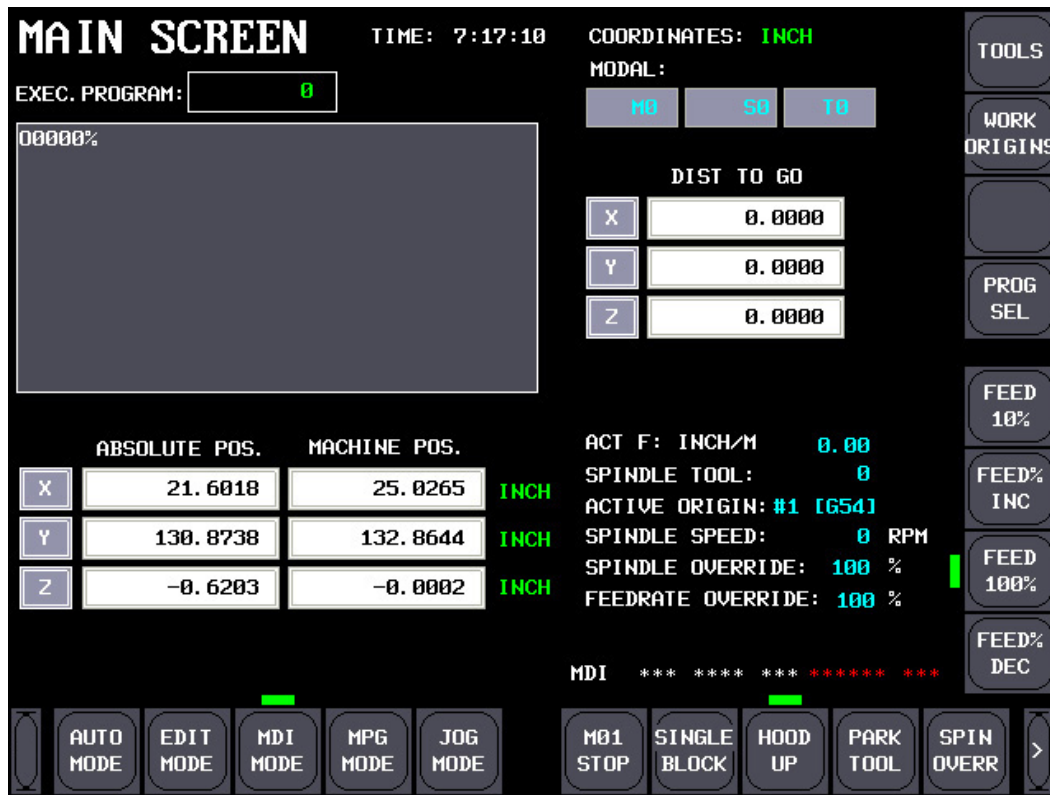 MAIN SCREEN
TIME: 7:17:10
COORDINATES: INCH
MODAL:
M0 S0 T0
EXEC. PROGRAM: 0
O0000%
DIST TO GO
X 0.0000
Y 0.0000
Z 0.0000
ABSOLUTE POS. MACHINE POS.
X 21.6018 25.0265 INCH
Y 130.8738 132.8644 INCH
Z -0.6203 -0.0002 INCH
ACT F: INCH/M 0.00
SPINDLE TOOL: 0
ACTIVE ORIGIN: #1 [G54]
SPINDLE SPEED: 0 RPM
SPINDLE OVERRIDE: 100 %
FEEDRATE OVERRIDE: 100 %
MDI *** **** *** ****** ***
TOOLS
WORK
ORIGINS
PROG
SEL
FEED
10%
FEED%
INC
FEED
100%
FEED%
DEC
AUTO
MODE
EDIT
MODE
MDI
MODE
MPG
MODE
JOG
MODE
M01
STOP
SINGLE
BLOCK
HOOD
UP
PARK
TOOL
SPIN
OVERR
>